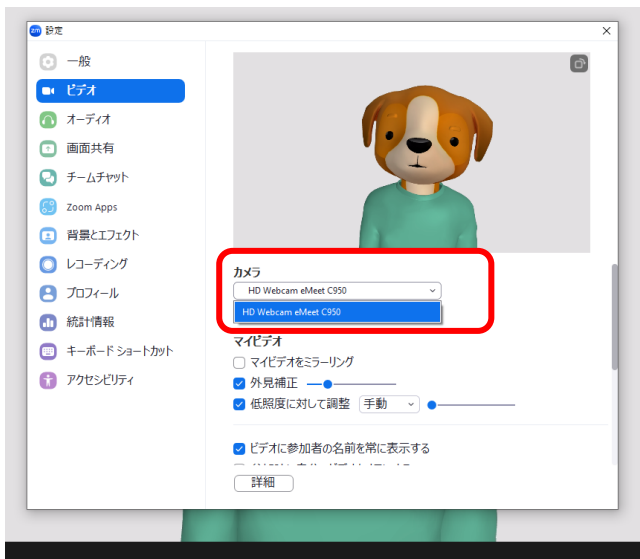 zm 設定
一般
ビデオ
オーディオ
画面共有
チームチャット
Zoom Apps
背景とエフェクト
レコーディング
プロフィール
統計情報
キーボード ショートカット
アクセシビリティ
カメラ
HD Webcam eMeet C950
HD Webcam eMeet C950
マイビデオ
マイビデオをミラーリング
外見補正
低照度に対して調整 手動
ビデオに参加者の名前を常に表示する
詳細